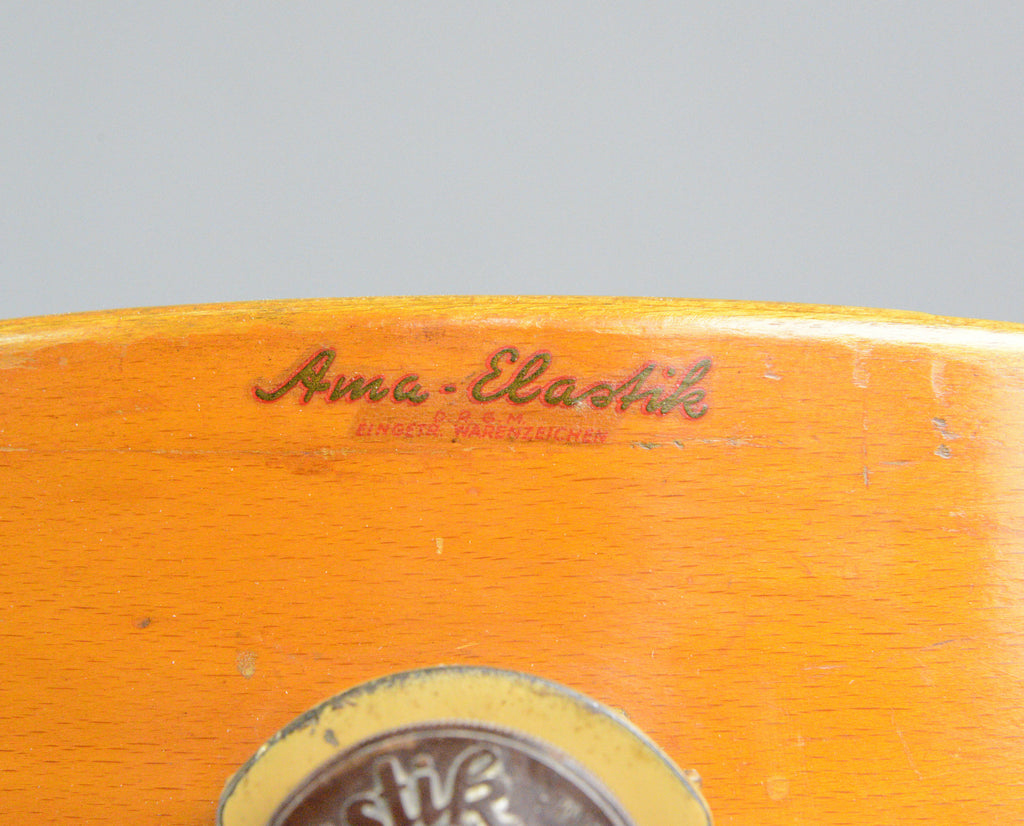 Ama-Elastik
D.R.G.M.
EINGETR. WARENZEICHEN